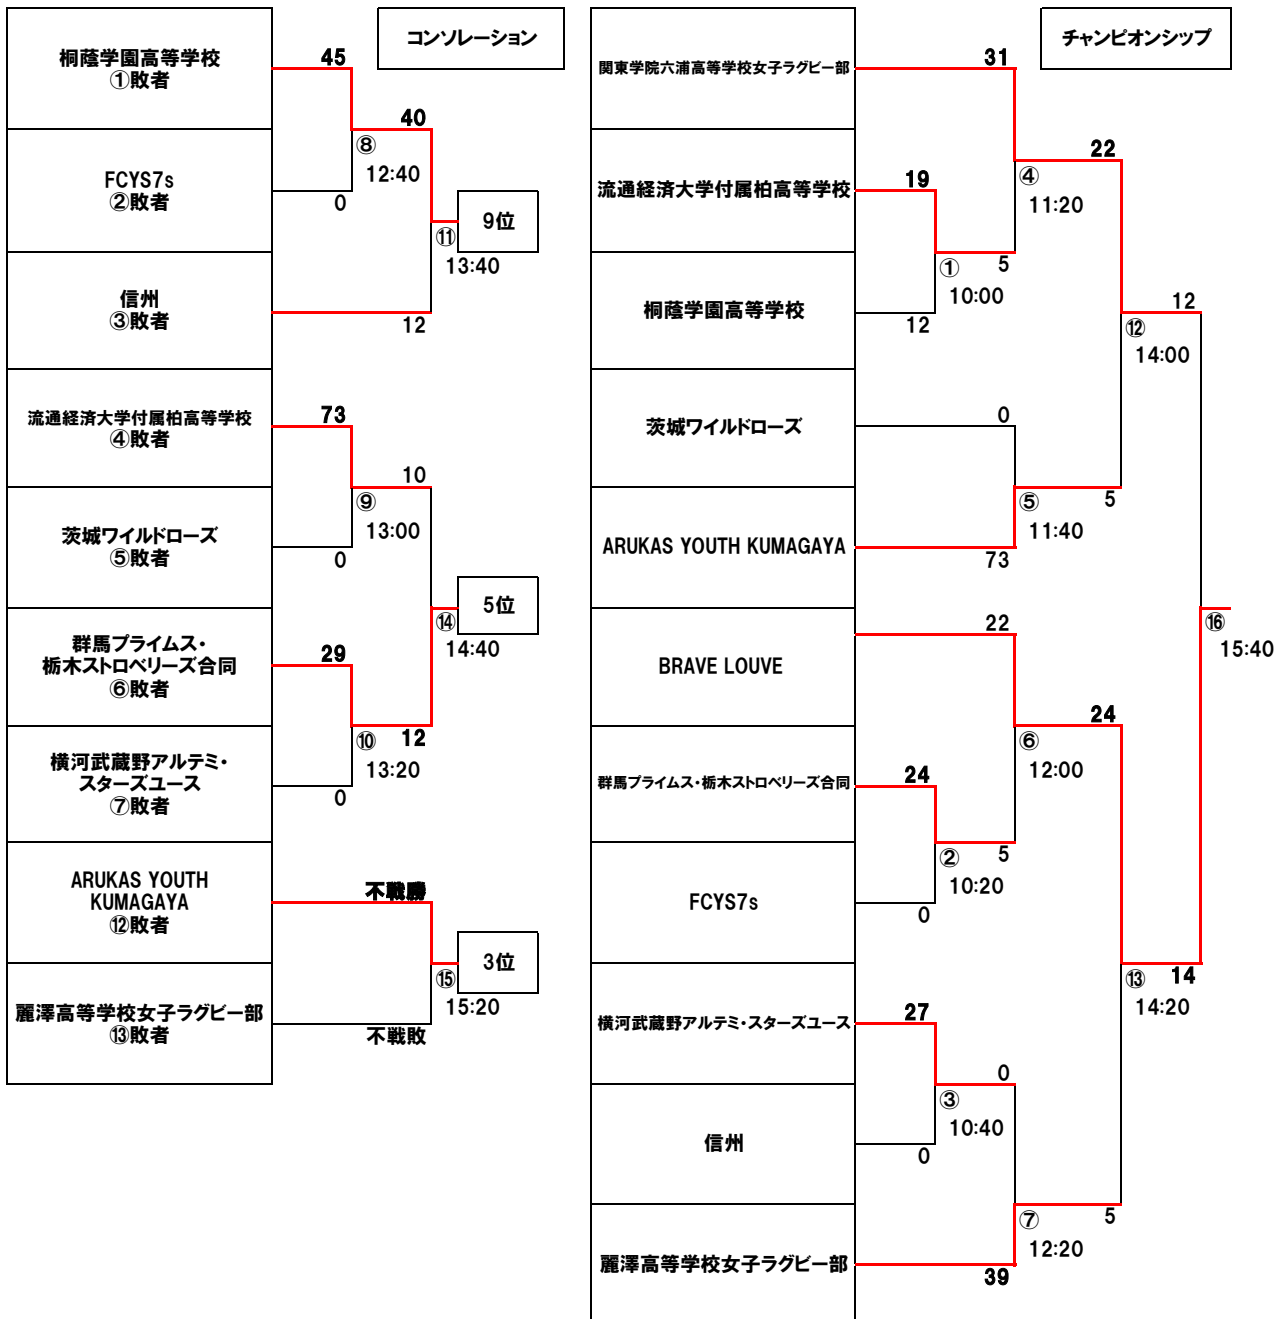 コンソレーション
桐蔭学園高等学校
①敗者
45
40
⑧
12:40
FCYS7s
②敗者
0
9位
⑪
13:40
信州
③敗者
12
流通経済大学付属柏高等学校
④敗者
73
10
⑨
13:00
茨城ワイルドローズ
⑤敗者
0
5位
⑭
14:40
群馬プライムス・
栃木ストロベリーズ合同
⑥敗者
29
⑩
12
13:20
横河武蔵野アルテミ・
スターズユース
⑦敗者
0
ARUKAS YOUTH
KUMAGAYA
⑫敗者
不戦勝
3位
⑮
15:20
麗澤高等学校女子ラグビー部
⑬敗者
不戦敗
チャンピオンシップ
関東学院六浦高等学校女子ラグビー部
31
22
④
11:20
流通経済大学付属柏高等学校
19
①
5
10:00
桐蔭学園高等学校
12
12
⑫
14:00
茨城ワイルドローズ
0
⑤
5
11:40
ARUKAS YOUTH KUMAGAYA
73
⑯
15:40
BRAVE LOUVE
22
24
⑥
12:00
群馬プライムス・栃木ストロベリーズ合同
24
②
5
10:20
FCYS7s
0
⑬
14
14:20
横河武蔵野アルテミ・スターズユース
27
0
③
10:40
信州
0
⑦
5
12:20
麗澤高等学校女子ラグビー部
39